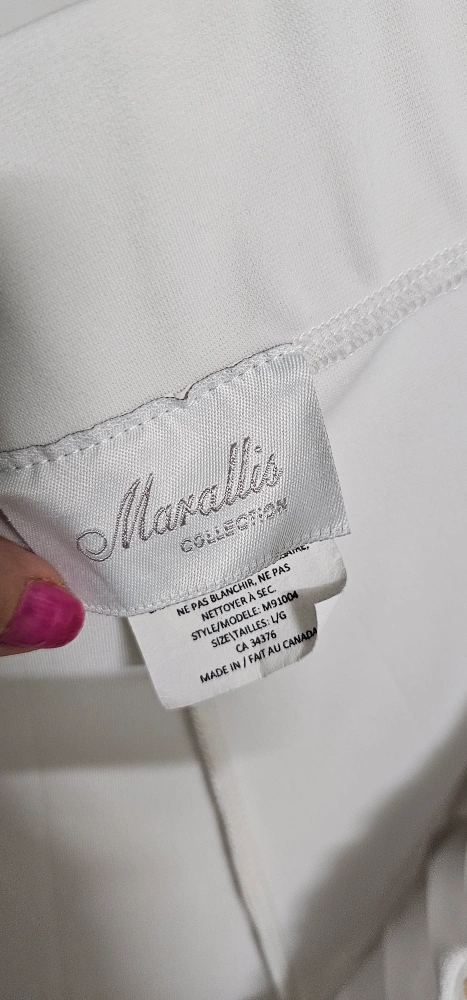 Maxallis
COLLECTION
NE PAS BLANCHIR, NE PAS
NETTOYER À SEC.
STYLE/MODELE: M91004
SIZE\TAILLES: L/G
CA 34376
MADE IN / FAIT AU CANADA